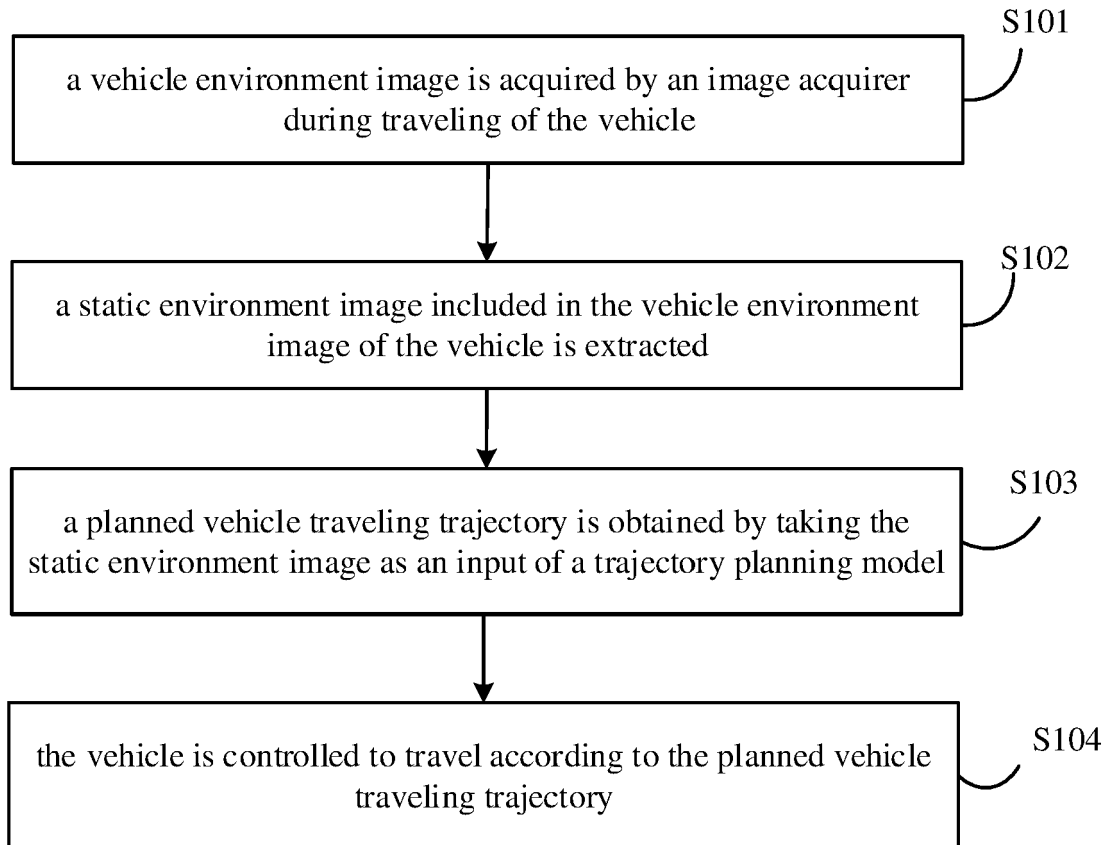 S101
a vehicle environment image is acquired by an image acquirer
during traveling of the vehicle
S102
a static environment image included in the vehicle environment
image of the vehicle is extracted
S103
a planned vehicle traveling trajectory is obtained by taking the
static environment image as an input of a trajectory planning model
S104
the vehicle is controlled to travel according to the planned vehicle
traveling trajectory